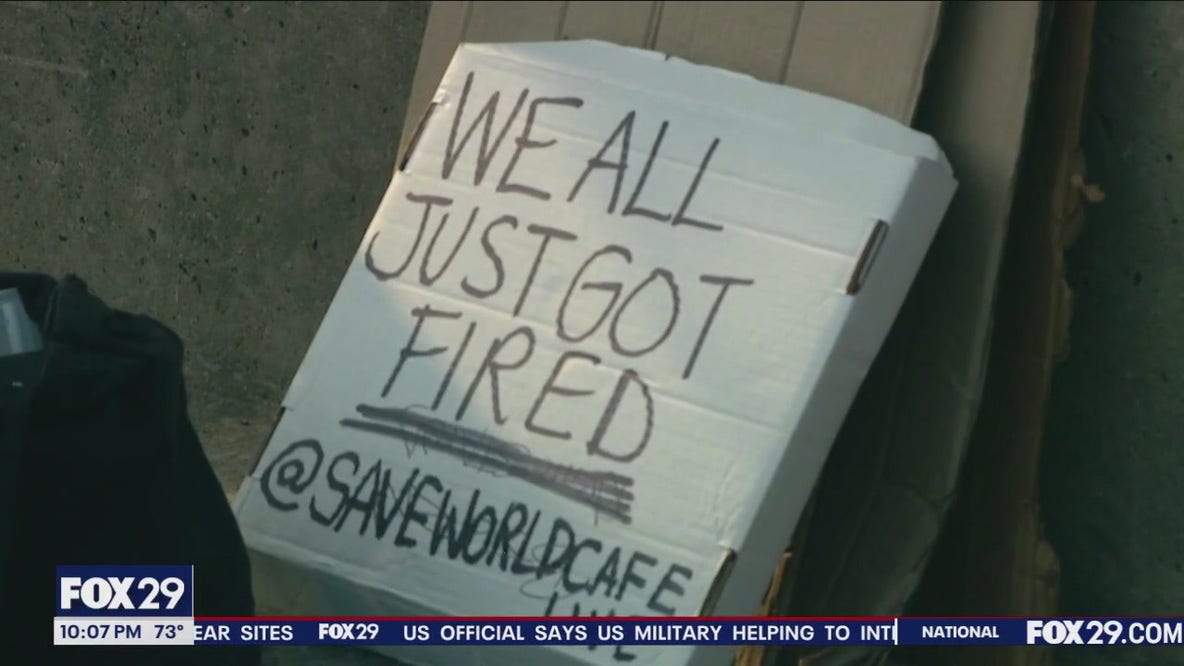 WE ALL
JUST GOT
FIRED
@SAVEWORLDCAFE
LIVE
FOX29
10:07 PM 73° EAR SITES FOX29 US OFFICIAL SAYS US MILITARY HELPING TO INT NATIONAL FOX29.COM